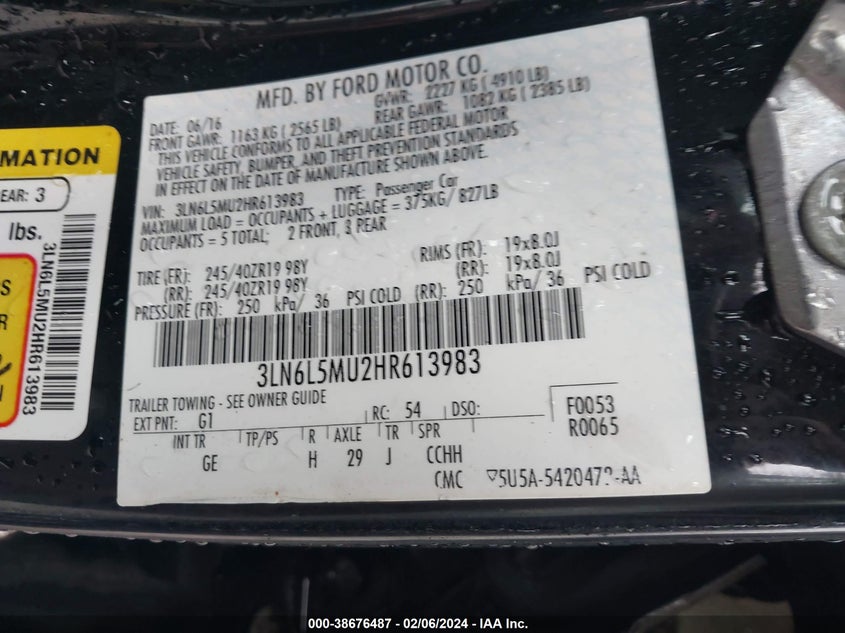 MFD. BY FORD MOTOR CO.
DATE: 06/16 GVWR: 2227 KG ( 4910 LB)
FRONT GAWR: 1163 KG ( 2565 LB) REAR GAWR: 1082 KG ( 2385 LB)
THIS VEHICLE CONFORMS TO ALL APPLICABLE FEDERAL MOTOR
VEHICLE SAFETY, BUMPER, AND THEFT PREVENTION STANDARDS
IN EFFECT ON THE DATE OF MANUFACTURE SHOWN ABOVE.
VIN: 3LN6L5MU2HR613983 TYPE: Passenger Car
MAXIMUM LOAD = OCCUPANTS + LUGGAGE = 375KG/ 827LB
OCCUPANTS = 5 TOTAL; 2 FRONT, 3 REAR
TIRE (FR): 245/40ZR19 98Y RIMS (FR): 19x8.0J
(RR): 245/40ZR19 98Y (RR): 19x8.0J
PRESSURE (FR): 250 kPa/ 36 PSI COLD (RR): 250 kPa/ 36 PSI COLD
3LN6L5MU2HR613983
TRAILER TOWING - SEE OWNER GUIDE
EXT PNT: G1 RC: 54 DSO: F0053
INT TR TP/PS R AXLE TR SPR R0065
GE H 29 J CCHH
CMC ▽5U5A-5420472-AA
RMATION
EAR: 3
lbs.
S
R
3LN6L5MU2HR613983
000-38676487 - 02/06/2024 - IAA Inc.